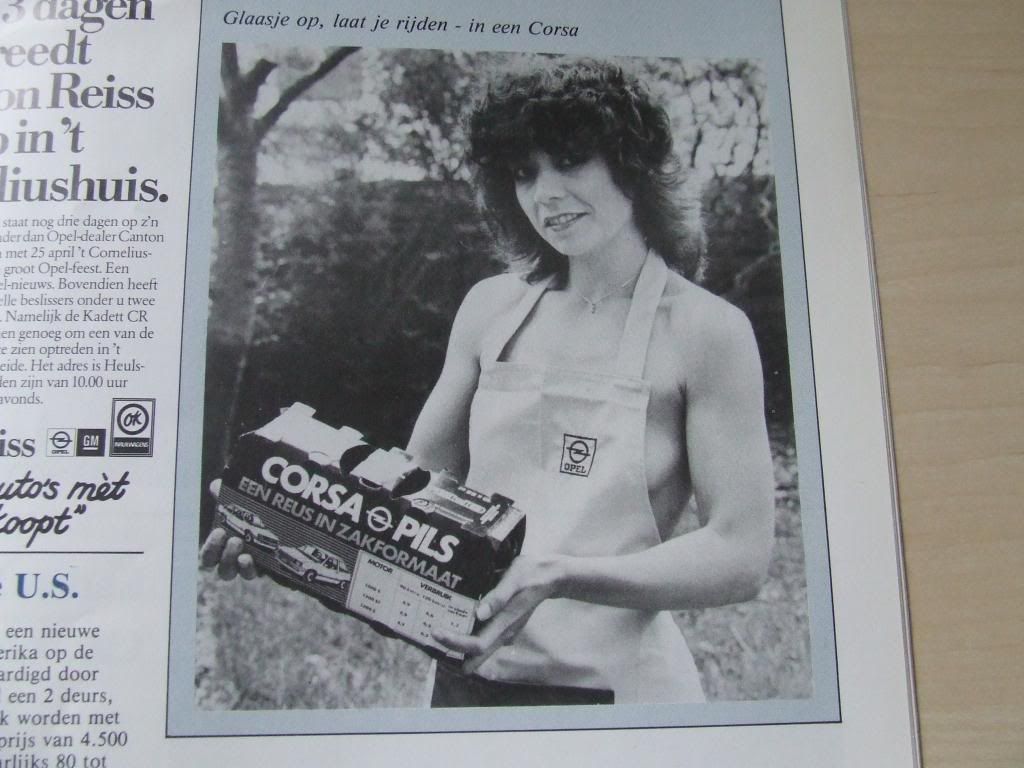 3 dagen
reedt
on Reiss
in 't
liushuis.
staat nog drie dagen op z'n
der dan Opel-dealer Canton
met 25 april 't Cornelius-
groot Opel-feest. Een
el-nieuws. Bovendien heeft
elle beslissers onder u twee
. Namelijk de Kadett CR
en genoeg om een van de
e zien optreden in 't
eide. Het adres is Heuls-
den zijn van 10.00 uur
avonds.
iss OPEL GM OK
uto's mèt
koopt"
U.S.
een nieuwe
erika op de
ardigd door
een 2 deurs,
k worden met
prijs van 4.500
arlijks 80 tot
Glaasje op, laat je rijden - in een Corsa
OPEL
CORSA PILS
EEN REUS IN ZAKFORMAAT
MOTOR VERBRUIK